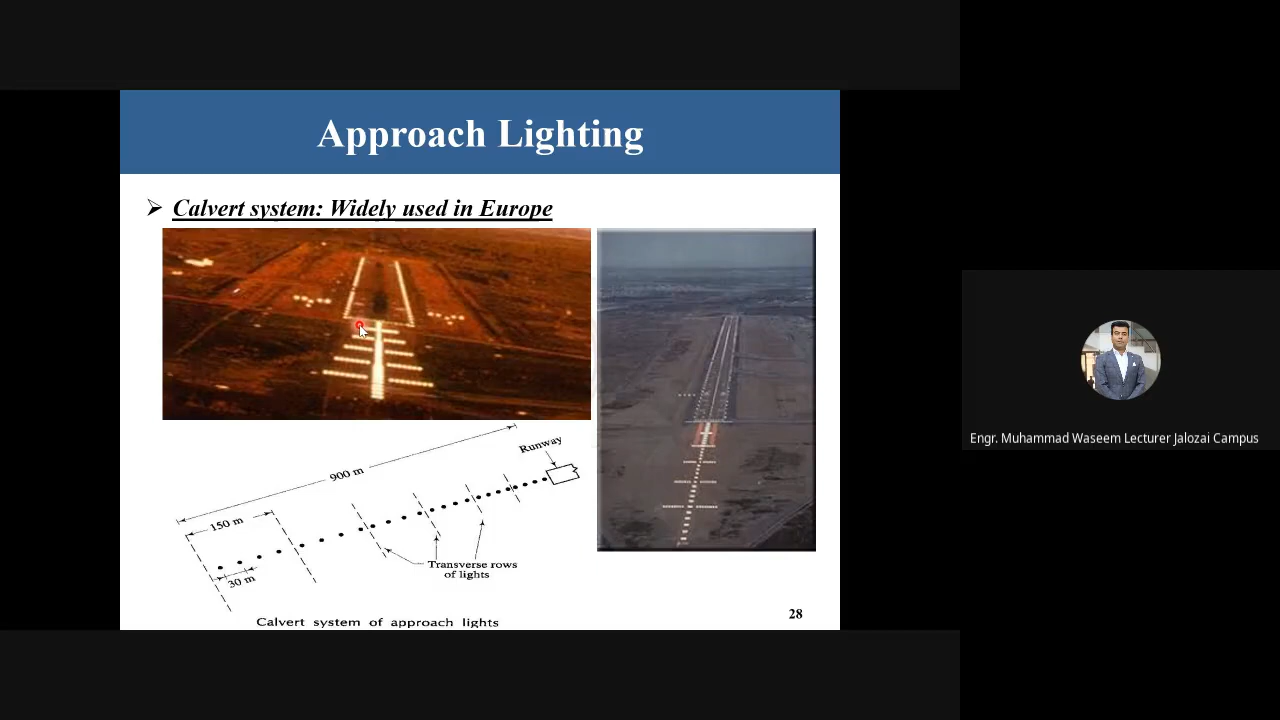 Approach Lighting
Calvert system: Widely used in Europe
900 m
Runway
150 m
30 m
Transverse rows
of lights
Calvert system of approach lights
28
Engr. Muhammad Waseem Lecturer Jalozai Campus